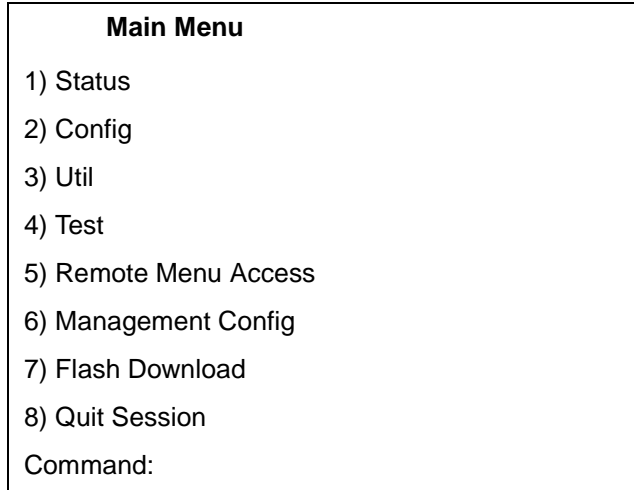 Main Menu
1) Status
2) Config
3) Util
4) Test
5) Remote Menu Access
6) Management Config
7) Flash Download
8) Quit Session
Command: